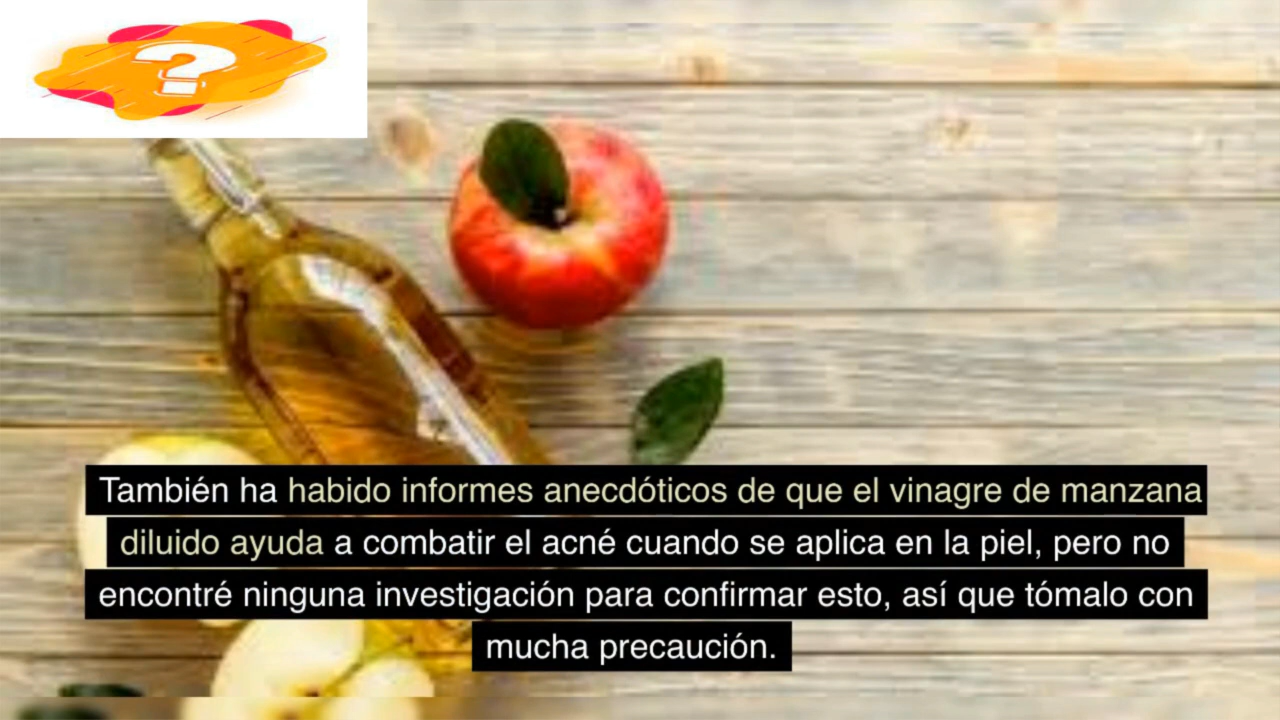 ?
También ha habido informes anecdóticos de que el vinagre de manzana
diluido ayuda a combatir el acné cuando se aplica en la piel, pero no
encontré ninguna investigación para confirmar esto, así que tómalo con
mucha precaución.